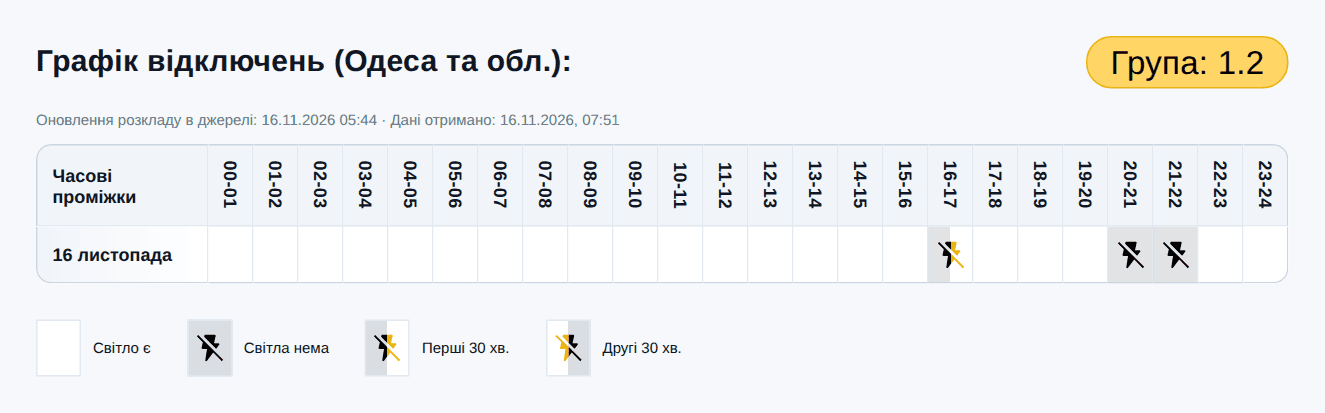 Графік відключень (Одеса та обл.):
Група: 1.2
Оновлення розкладу в джерелі: 16.11.2026 05:44 · Дані отримано: 16.11.2026, 07:51
Часові
проміжки
00-01
01-02
02-03
03-04
04-05
05-06
06-07
07-08
08-09
09-10
10-11
11-12
12-13
13-14
14-15
15-16
16-17
17-18
18-19
19-20
20-21
21-22
22-23
23-24
16 листопада
Світло є
Світла нема
Перші 30 хв.
Другі 30 хв.